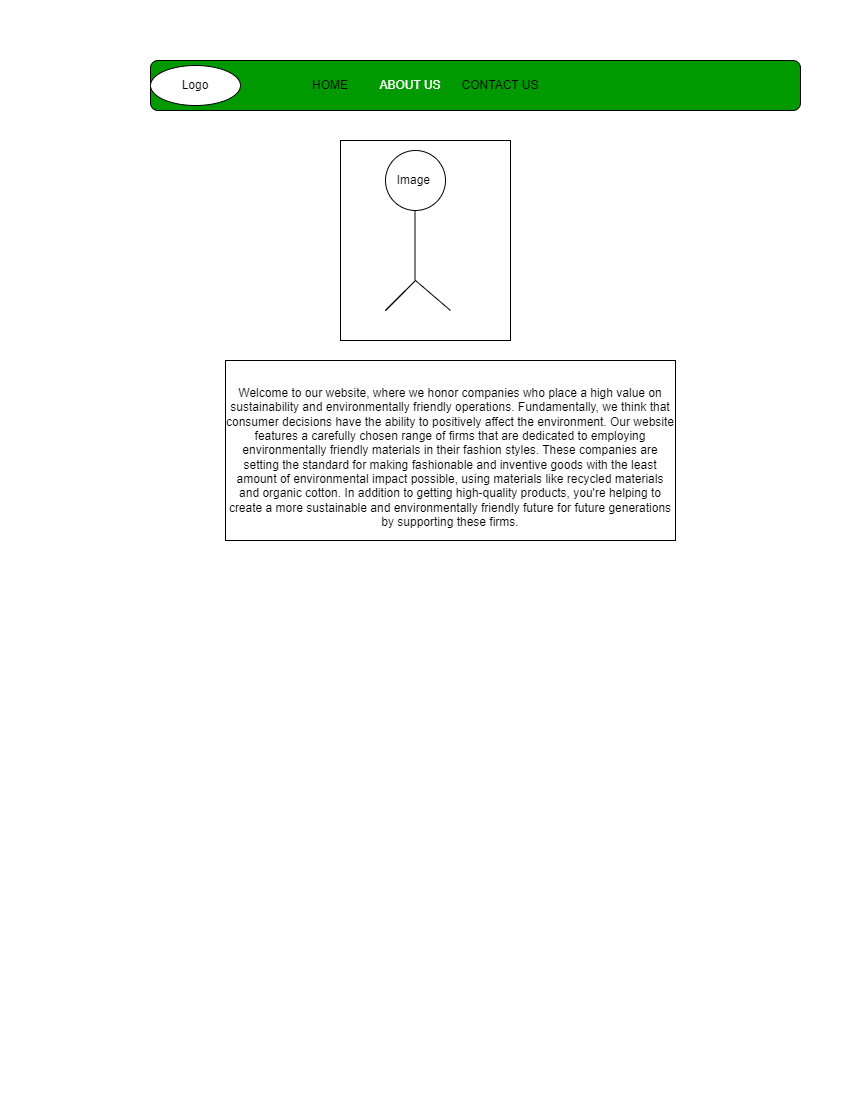 Logo HOME ABOUT US CONTACT US
Image
Welcome to our website, where we honor companies who place a high value on
sustainability and environmentally friendly operations. Fundamentally, we think that
consumer decisions have the ability to positively affect the environment. Our website
features a carefully chosen range of firms that are dedicated to employing
environmentally friendly materials in their fashion styles. These companies are
setting the standard for making fashionable and inventive goods with the least
amount of environmental impact possible, using materials like recycled materials
and organic cotton. In addition to getting high-quality products, you're helping to
create a more sustainable and environmentally friendly future for future generations
by supporting these firms.